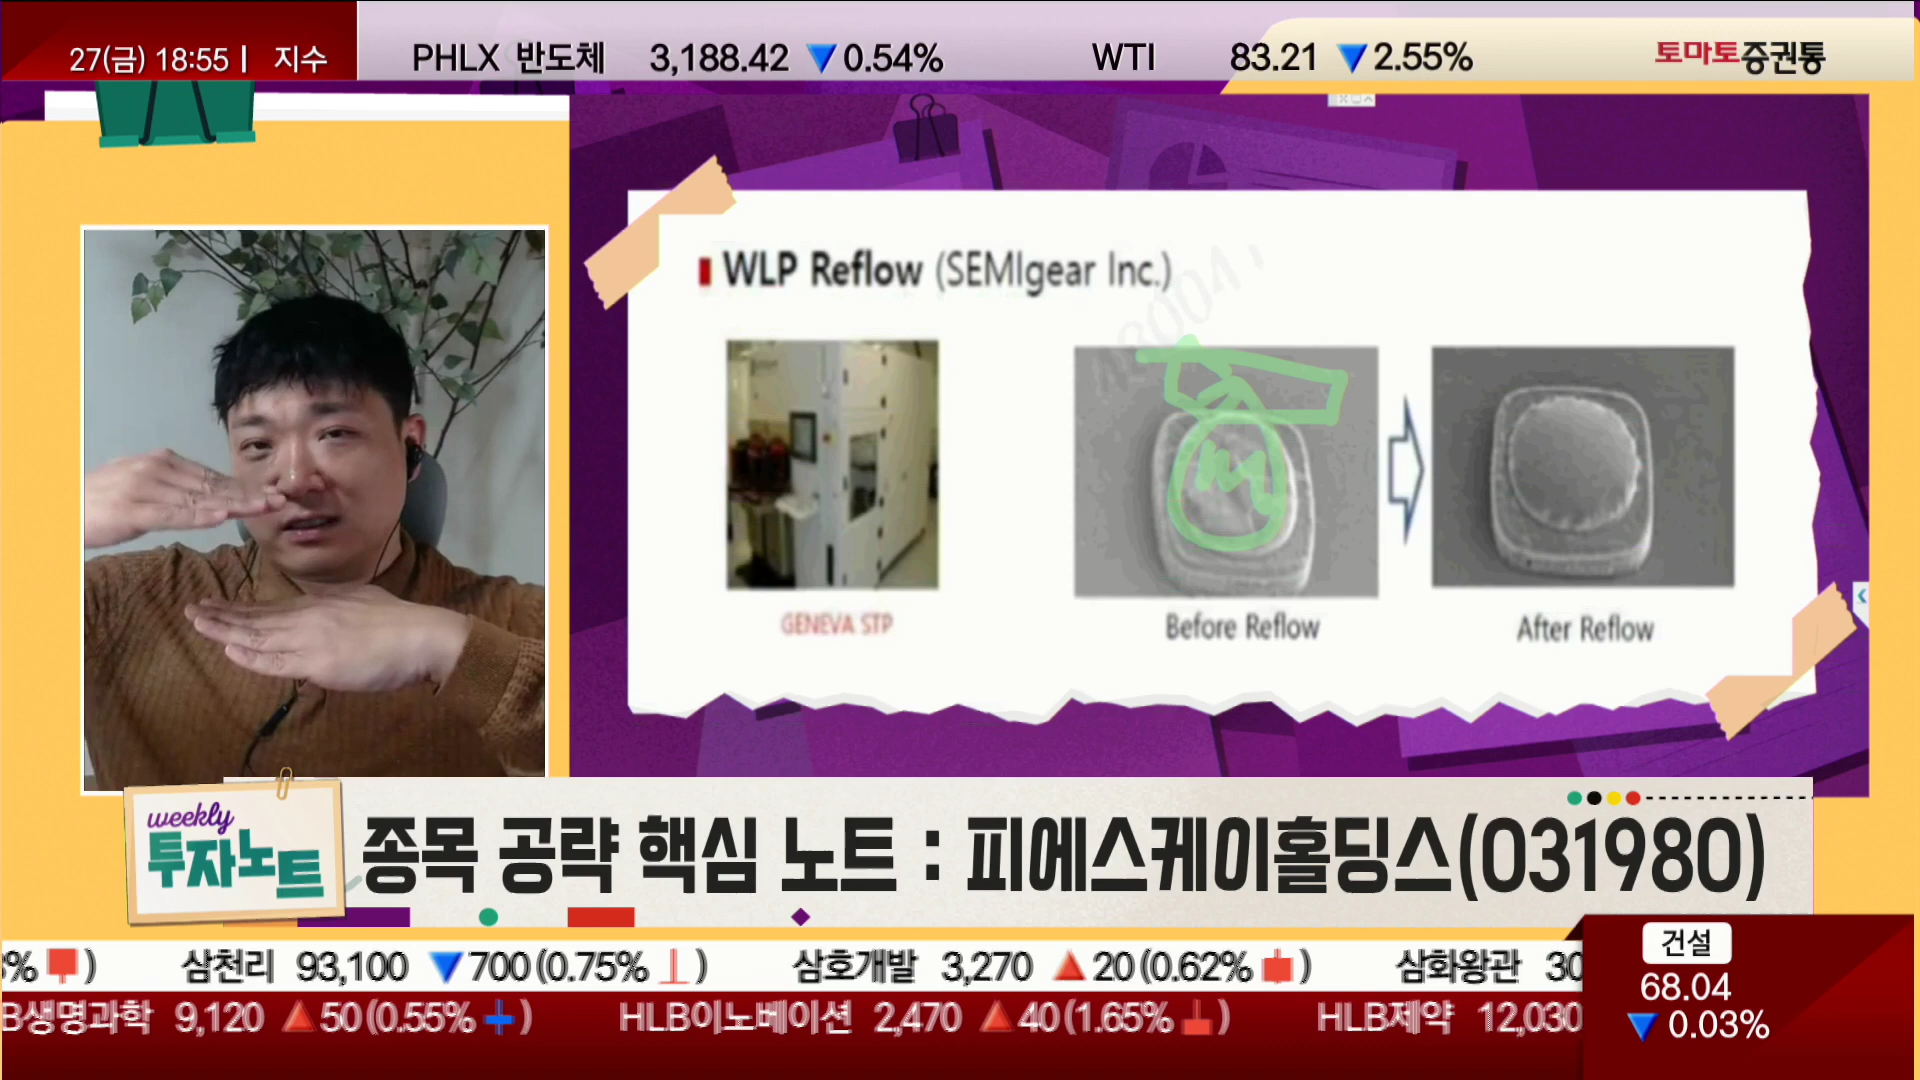 27(금) 18:55 | 지수
PHLX 반도체 3,188.42 ▼0.54%
WTI 83.21 ▼2.55%
토마토증권통
WLP Reflow (SEMIgear Inc.)
GENEVA STP
Before Reflow
After Reflow
weekly
투자노트
종목 공략 핵심 노트 : 피에스케이홀딩스(031980)
삼천리 93,100 ▼700(0.75%)
삼호개발 3,270 ▲20(0.62%)
삼화왕관
B생명과학 9,120 ▲50(0.55%)
HLB이노베이션 2,470 ▲40(1.65%)
HLB제약 12,030
건설
68.04
▼ 0.03%